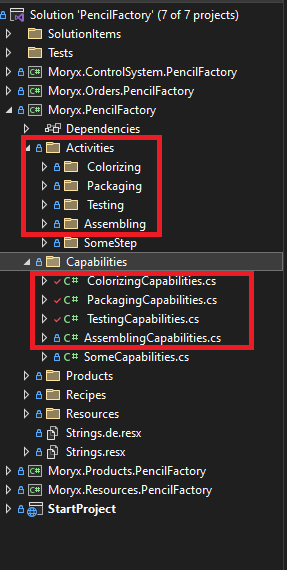 Solution 'PencilFactory' (7 of 7 projects)
SolutionItems
Tests
Moryx.ControlSystem.PencilFactory
Moryx.Orders.PencilFactory
Moryx.PencilFactory
Dependencies
Activities
Colorizing
Packaging
Testing
Assembling
SomeStep
Capabilities
C# ColorizingCapabilities.cs
C# PackagingCapabilities.cs
C# TestingCapabilities.cs
C# AssemblingCapabilities.cs
C# SomeCapabilities.cs
Products
Recipes
Resources
Strings.de.resx
Strings.resx
Moryx.Products.PencilFactory
Moryx.Resources.PencilFactory
StartProject